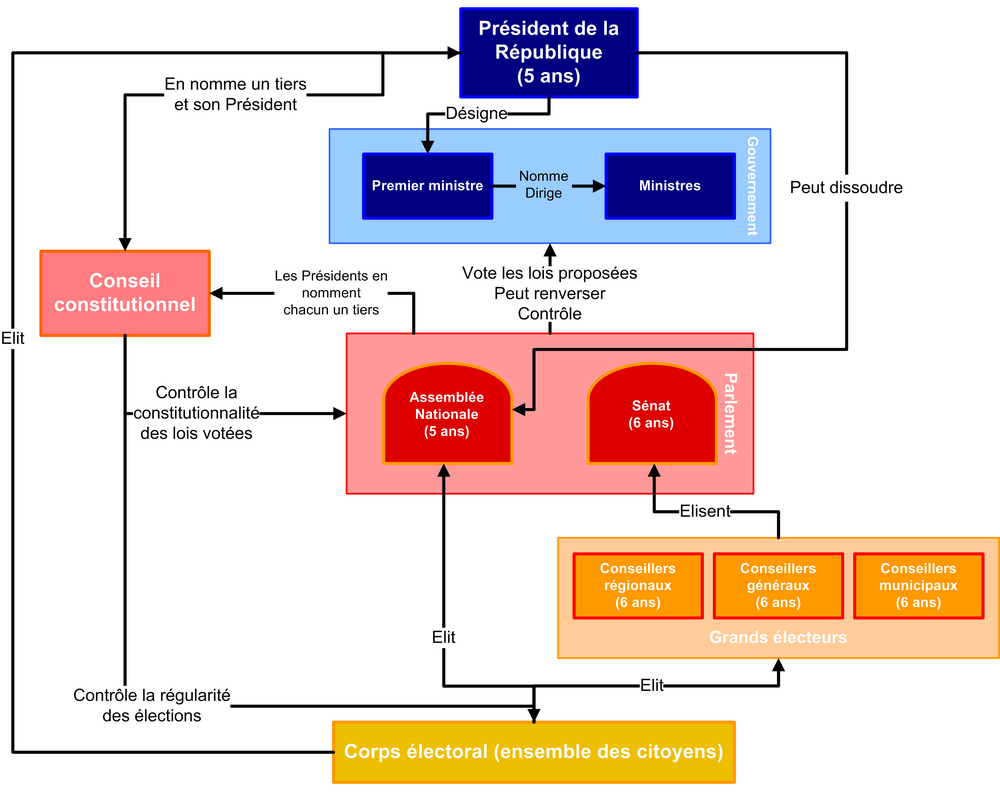 Président de la
République
(5 ans)
En nomme un tiers
et son Président
Désigne
Gouvernement
Premier ministre
Nomme
Dirige
Ministres
Peut dissoudre
Conseil
constitutionnel
Les Présidents en
nomment
chacun un tiers
Vote les lois proposées
Peut renverser
Contrôle
Elit
Parlement
Assemblée
Nationale
(5 ans)
Sénat
(6 ans)
Contrôle la
constitutionnalité
des lois votées
Elisent
Conseillers
régionaux
(6 ans)
Conseillers
généraux
(6 ans)
Conseillers
municipaux
(6 ans)
Grands électeurs
Elit
Elit
Contrôle la régularité
des élections
Corps électoral (ensemble des citoyens)